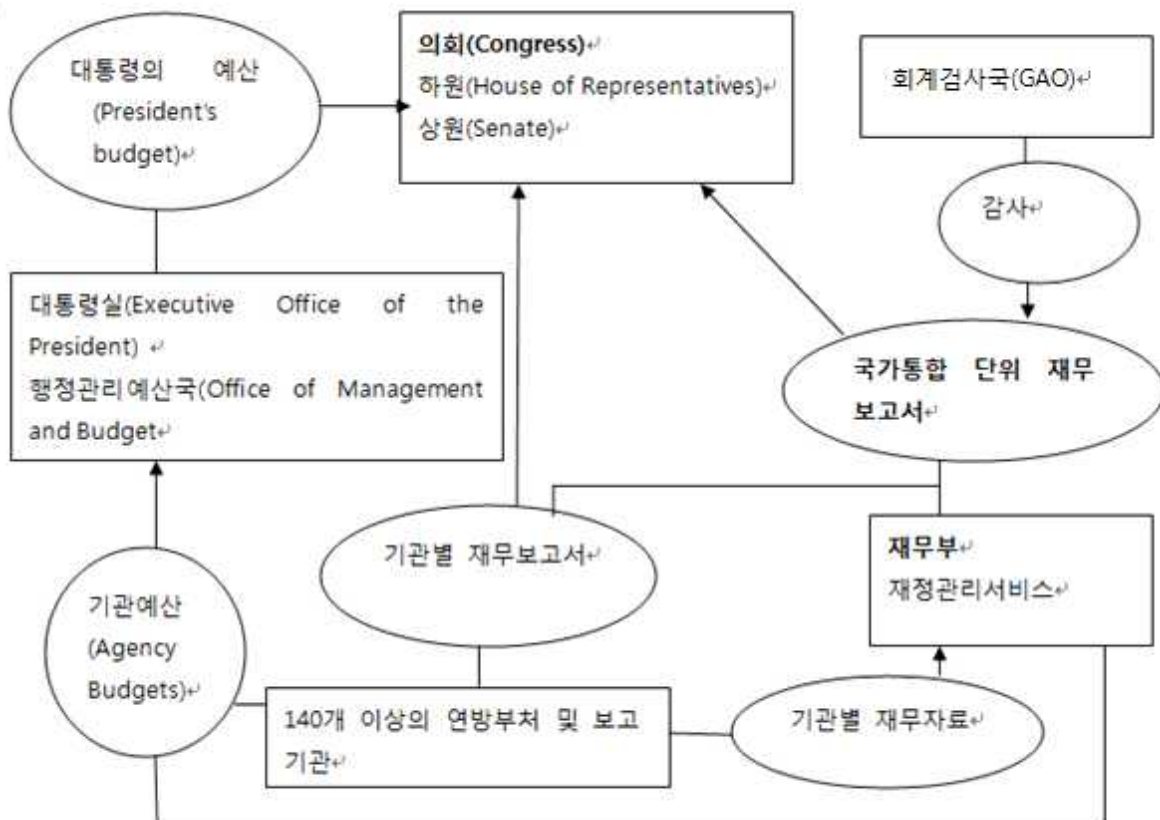 대통령의 예산
(President's
budget)↵
의회(Congress)↵
하원(House of Representatives)↵
상원(Senate)↵
회계검사국(GAO)↵
감사↵
대통령실(Executive Office of the
President) ↵
행정관리예산국(Office of Management
and Budget↵
국가통합 단위 재무
보고서↵
기관별 재무보고서↵
재무부↵
재정관리서비스↵
기관예산
(Agency
Budgets)↵
140개 이상의 연방부처 및 보고
기관↵
기관별 재무자료↵